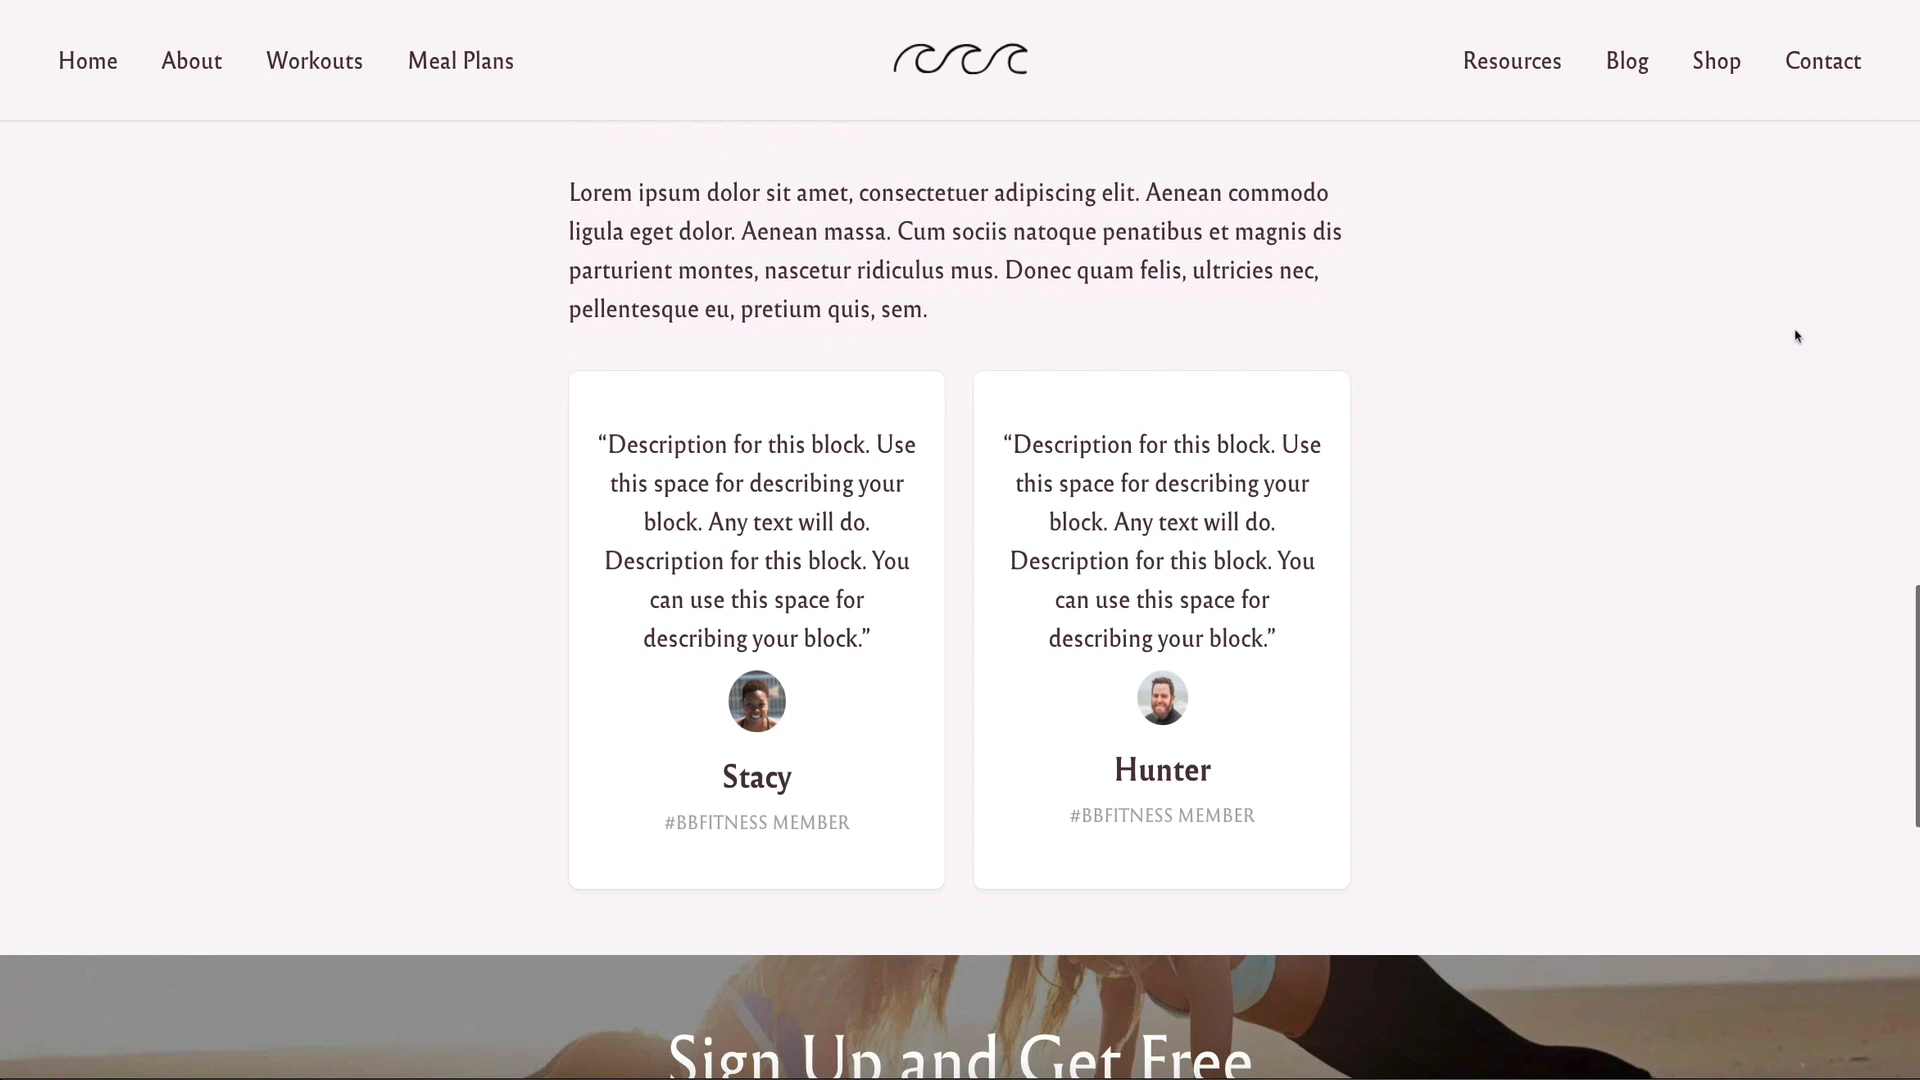 Home About Workouts Meal Plans Resources Blog Shop Contact
Lorem ipsum dolor sit amet, consectetuer adipiscing elit. Aenean commodo
ligula eget dolor. Aenean massa. Cum sociis natoque penatibus et magnis dis
parturient montes, nascetur ridiculus mus. Donec quam felis, ultricies nec,
pellentesque eu, pretium quis, sem.
“Description for this block. Use
this space for describing your
block. Any text will do.
Description for this block. You
can use this space for
describing your block.”
Stacy
#BBFITNESS MEMBER
“Description for this block. Use
this space for describing your
block. Any text will do.
Description for this block. You
can use this space for
describing your block.”
Hunter
#BBFITNESS MEMBER
Sign Up and Get Free